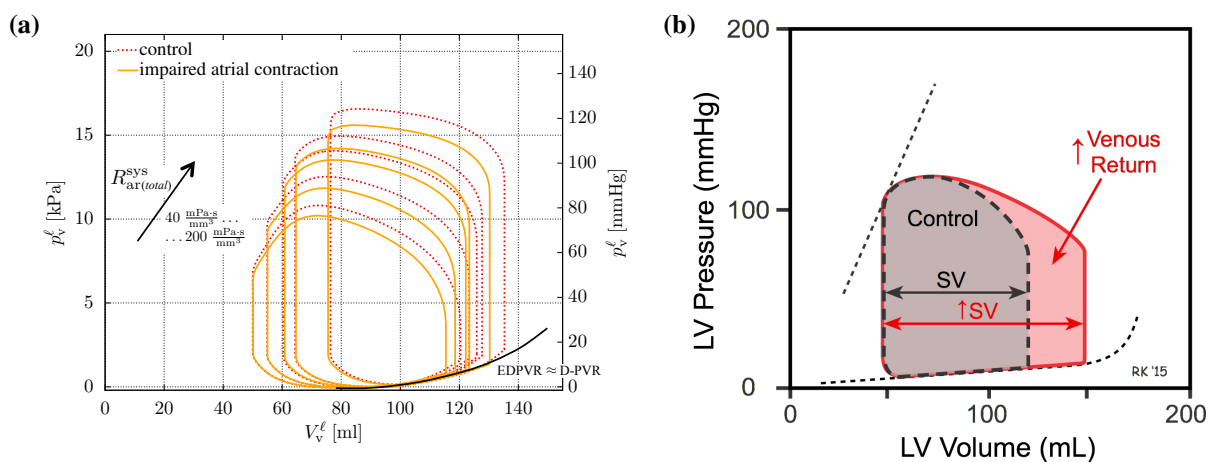 (a)
20
15
10
5
0
p_v^ℓ [kPa]
control
impaired atrial contraction
R_ar(total)^sys
40 mPa·s/mm³ ...
...200 mPa·s/mm³
140
120
100
80
60
40
20
0
p_v^ℓ [mmHg]
EDPVR ≈ D-PVR
0 20 40 60 80 100 120 140
V_v^ℓ [ml]
(b)
200
100
0
LV Pressure (mmHg)
↑ Venous
Return
Control
SV
↑SV
RK '15
0 100 200
LV Volume (mL)